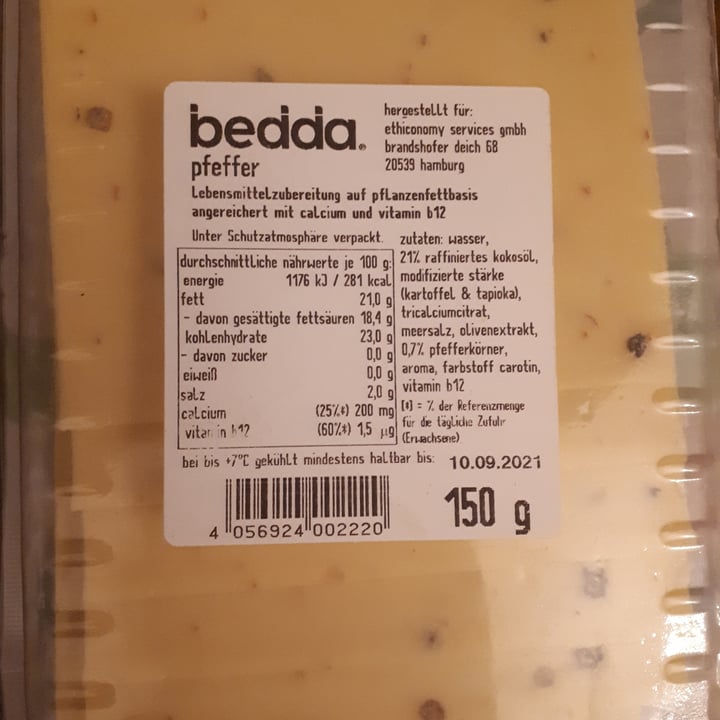 bedda.
pfeffer
hergestellt für:
ethiconomy services gmbh
brandshofer deich 68
20539 hamburg
Lebensmittelzubereitung auf pflanzenfettbasis
angereichert mit calcium und vitamin b12
Unter Schutzatmosphäre verpackt.
durchschnittliche nährwerte je 100 g:
energie 1176 kJ / 281 kcal
fett 21,0 g
- davon gesättigte fettsäuren 18,4 g
kohlenhydrate 23,0 g
- davon zucker 0,0 g
eiweiß 0,0 g
salz 2,0 g
calcium (25%*) 200 mg
vitamin b12 (60%*) 1,5 µg
zutaten: wasser,
21% raffiniertes kokosöl,
modifizierte stärke
(kartoffel & tapioka),
tricalciumcitrat,
meersalz, olivenextrakt,
0,7% pfefferkörner,
aroma, farbstoff carotin,
vitamin b12
[*] = % der Referenzmenge
für die tägliche Zufuhr
(Erwachsene)
bei bis +7°C gekühlt mindestens haltbar bis: 10.09.2021
4 056924 002220
150 g